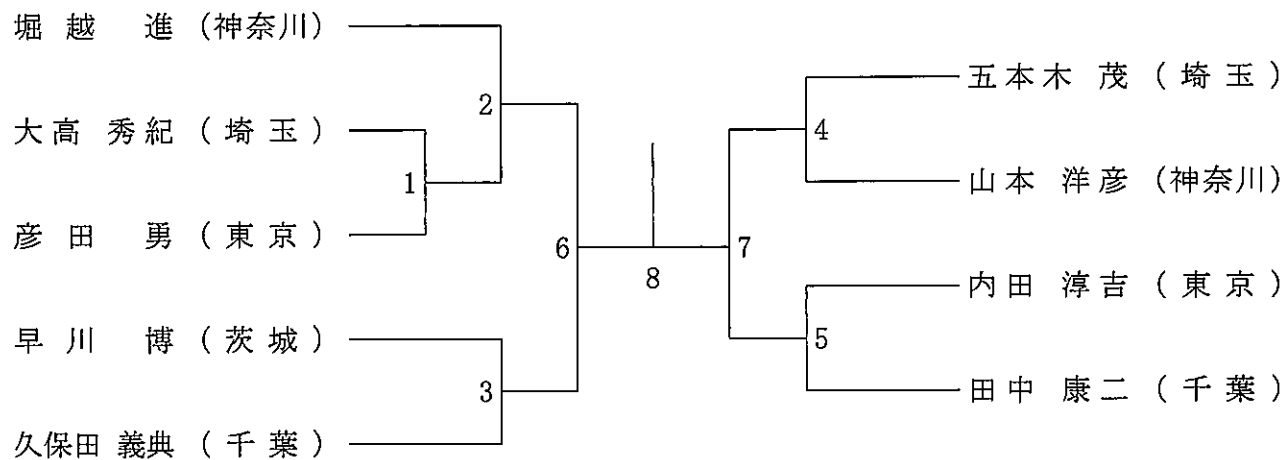 堀越 進 (神奈川)
大高 秀紀 (埼玉)
彦田 勇 (東京)
早川 博 (茨城)
久保田 義典 (千葉)
1
2
3
6
8
7
4
5
五本木 茂 (埼玉)
山本 洋彦 (神奈川)
内田 淳吉 (東京)
田中 康二 (千葉)